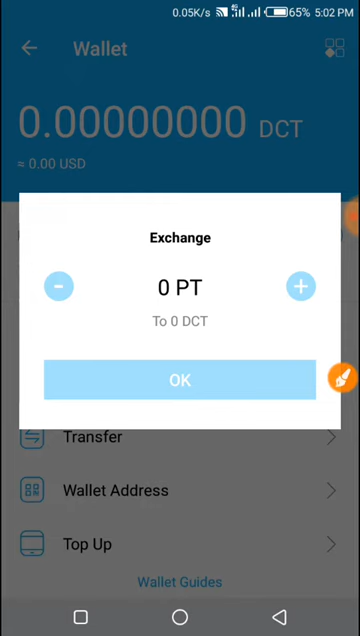 0.05K/s 4G 65% 5:02 PM
Wallet
0.00000000 DCT
≈ 0.00 USD
Exchange
- 0 PT +
To 0 DCT
OK
Transfer
Wallet Address
Top Up
Wallet Guides